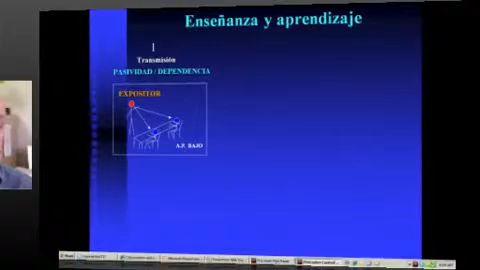 Enseñanza y aprendizaje
I
Transmisión
PASIVIDAD / DEPENDENCIA
EXPOSITOR
A.P. BAJO